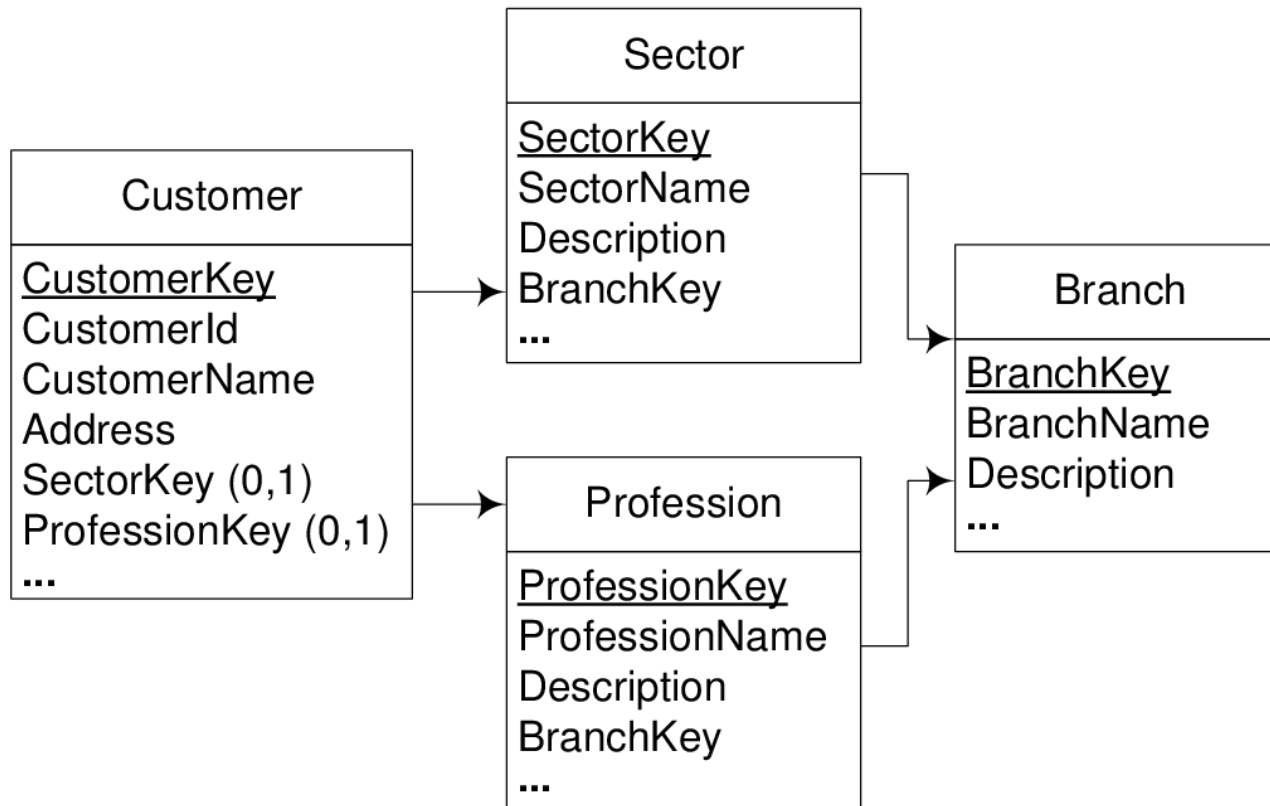 Customer
CustomerKey
CustomerId
CustomerName
Address
SectorKey (0,1)
ProfessionKey (0,1)
...
Sector
SectorKey
SectorName
Description
BranchKey
...
Profession
ProfessionKey
ProfessionName
Description
BranchKey
...
Branch
BranchKey
BranchName
Description
...